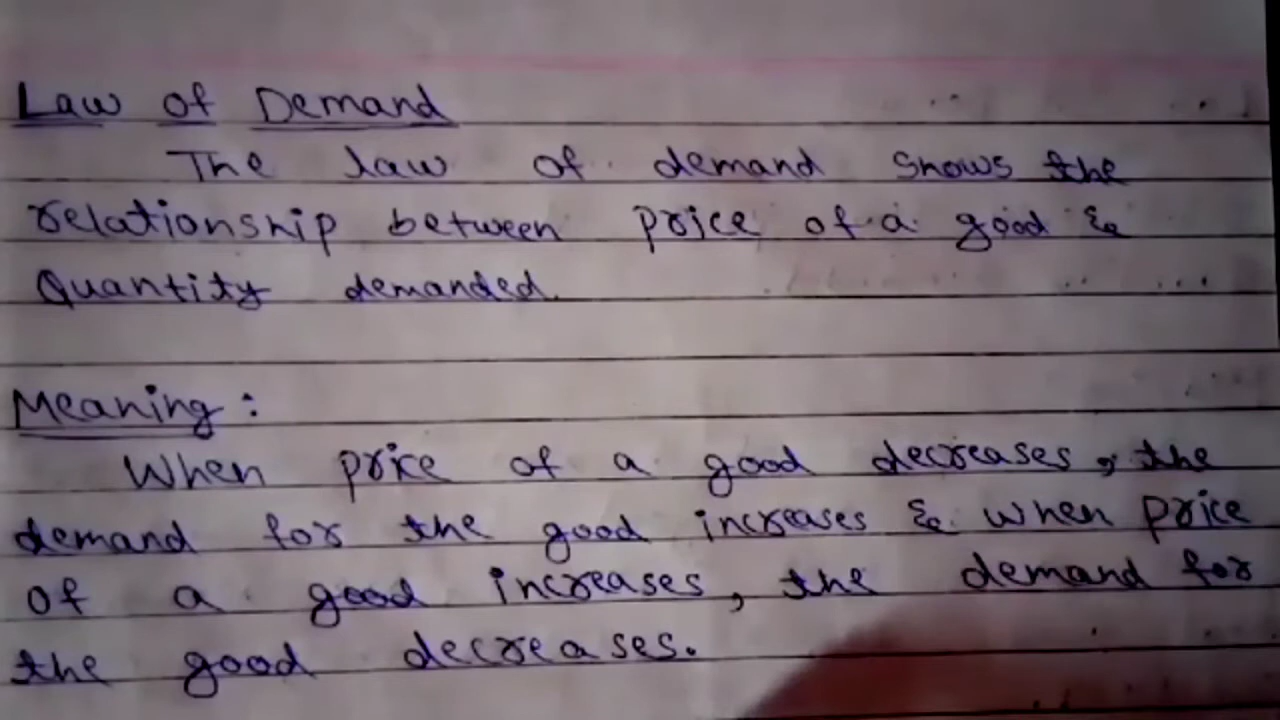 Law of Demand
The law of demand shows the
relationship between price of a good &
Quantity demanded.
Meaning :
When price of a good decreases, the
demand for the good increases & when price
of a good increases, the demand for
the good decreases.